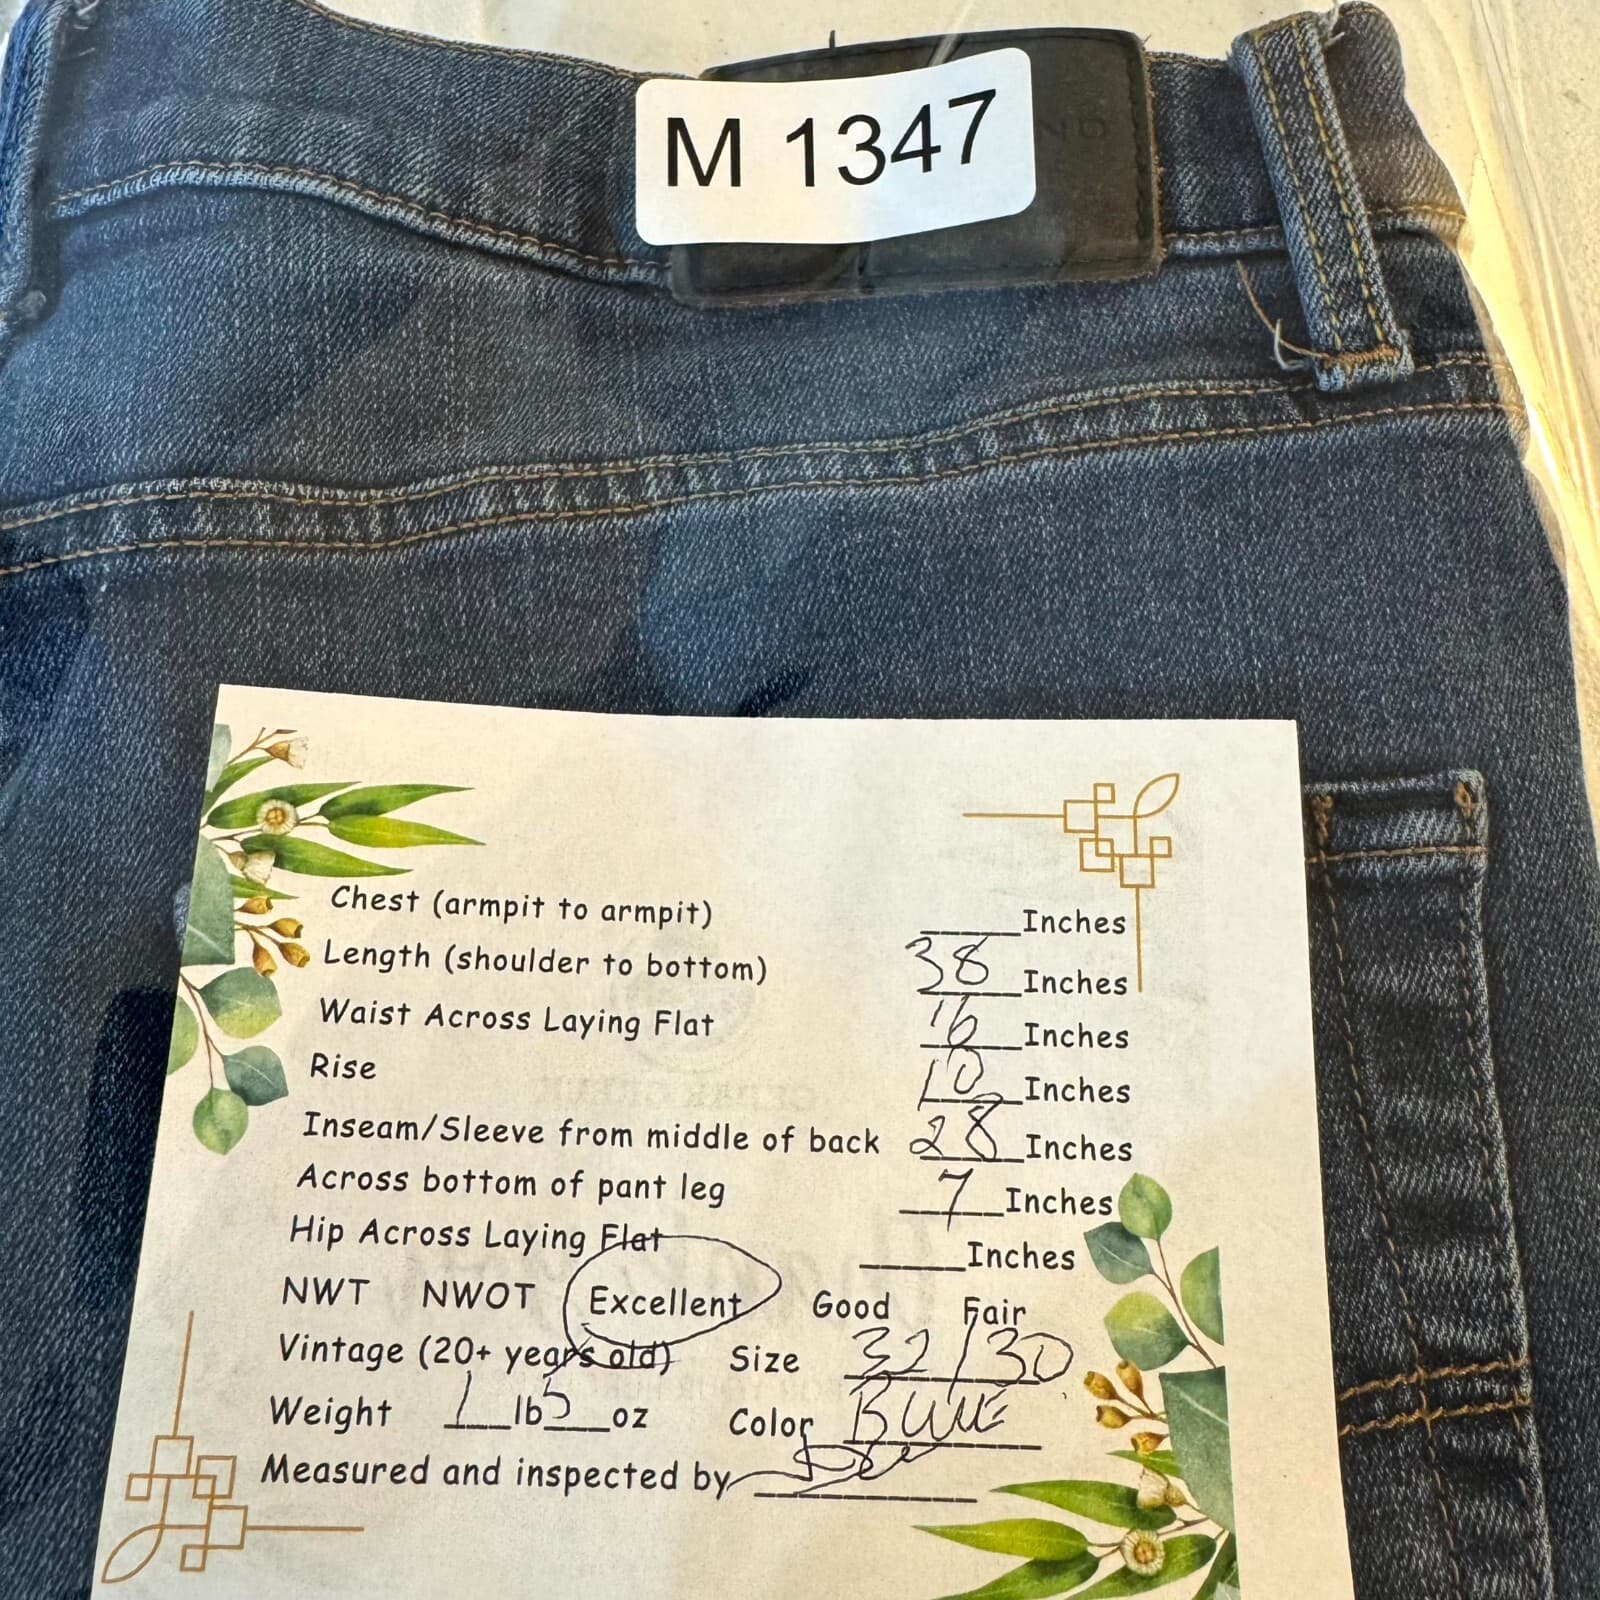 M 1347
Chest (armpit to armpit) _____Inches
Length (shoulder to bottom) 38 Inches
Waist Across Laying Flat 16 Inches
Rise 10 Inches
Inseam/Sleeve from middle of back 28 Inches
Across bottom of pant leg 7 Inches
Hip Across Laying Flat _____Inches
NWT NWOT Excellent Good Fair
Vintage (20+ years old) Size 32/30
Weight 1 lb 5 oz Color BLUE
Measured and inspected by